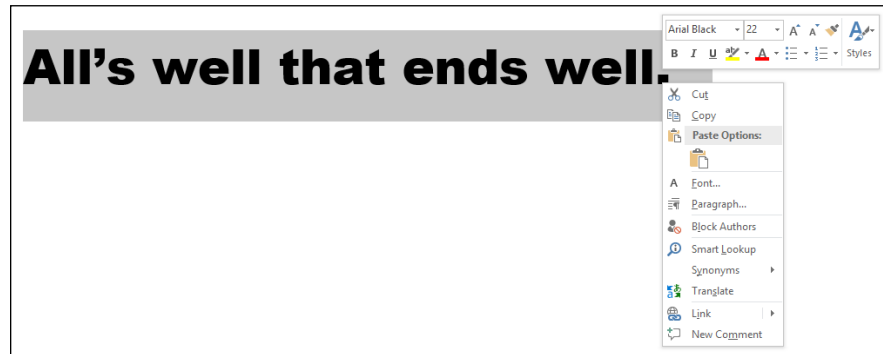 All’s well that ends well.
Arial Black 22 A A
B I U aby A Styles
Cut
Copy
Paste Options:
A Font...
Paragraph...
Block Authors
Smart Lookup
Synonyms
Translate
Link
New Comment